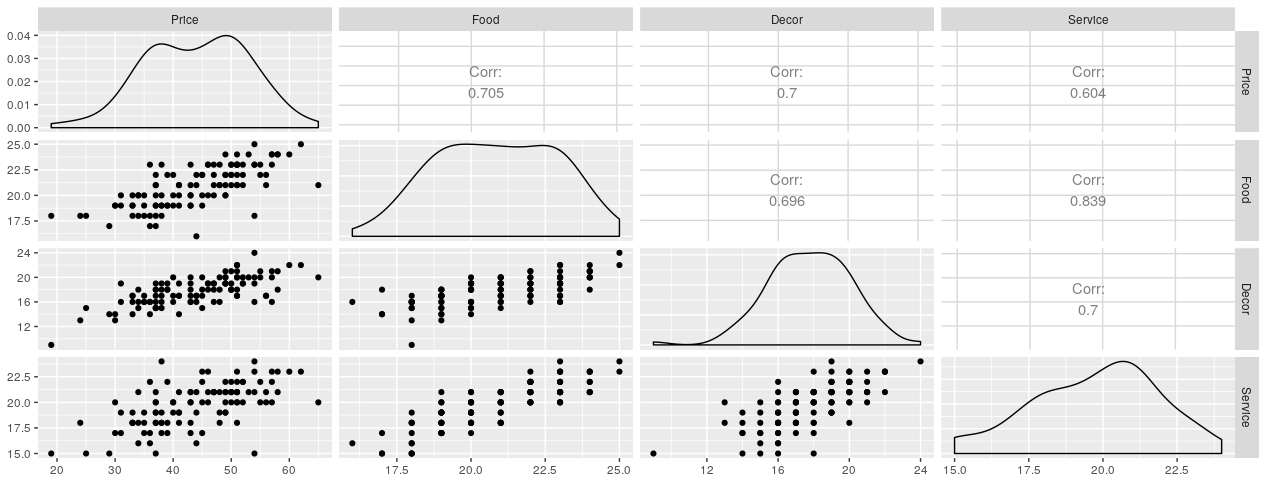 Price Food Decor Service
0.04
0.03
0.02
0.01
0.00
Corr:
0.705
Corr:
0.7
Corr:
0.604
Price
25.0
22.5
20.0
17.5
Corr:
0.696
Corr:
0.839
Food
24
20
16
12
Corr:
0.7
Decor
22.5
20.0
17.5
15.0
Service
20 30 40 50 60 17.5 20.0 22.5 25.0 12 16 20 24 15.0 17.5 20.0 22.5